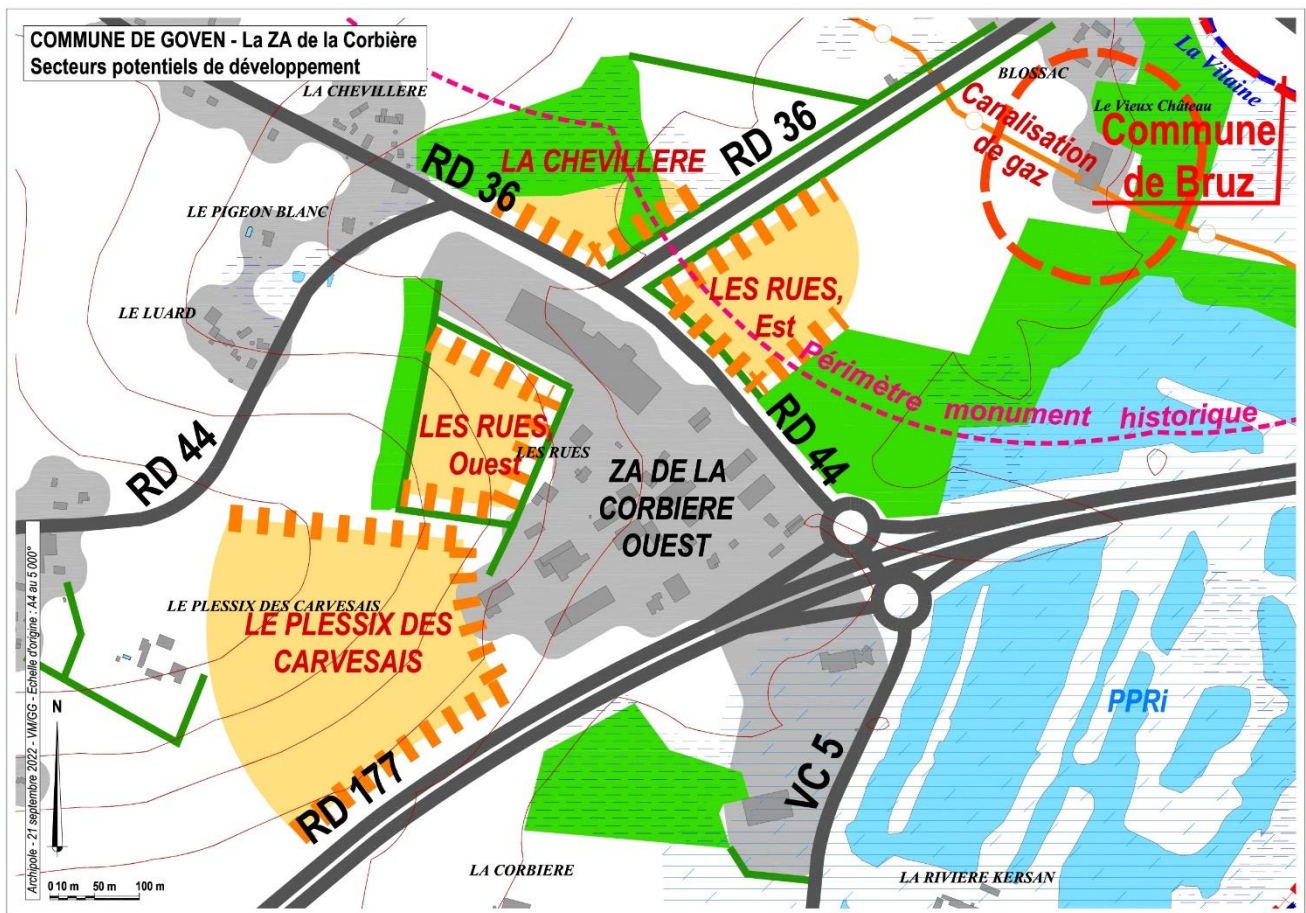 COMMUNE DE GOVEN - La ZA de la Corbière
Secteurs potentiels de développement
LA CHEVILLERE
BLOSSAC
La Vilaine
Le Vieux Château
Canalisation
de gaz
Commune
de Bruz
RD 36
LA CHEVILLERE
RD 36
LE PIGEON BLANC
LE LUARD
LES RUES,
Est
Périmètre monument historique
RD 44
LES RUES,
Ouest
LES RUES
RD 44
ZA DE LA
CORBIERE
OUEST
LE PLESSIX DES CARVESAIS
LE PLESSIX DES
CARVESAIS
PPRi
RD 177
VC 5
LA CORBIERE
LA RIVIERE KERSAN
N
0 10 m 50 m 100 m
Archipole - 21 septembre 2022 - VM/GG - Echelle d'origine : A4 au 5 000°